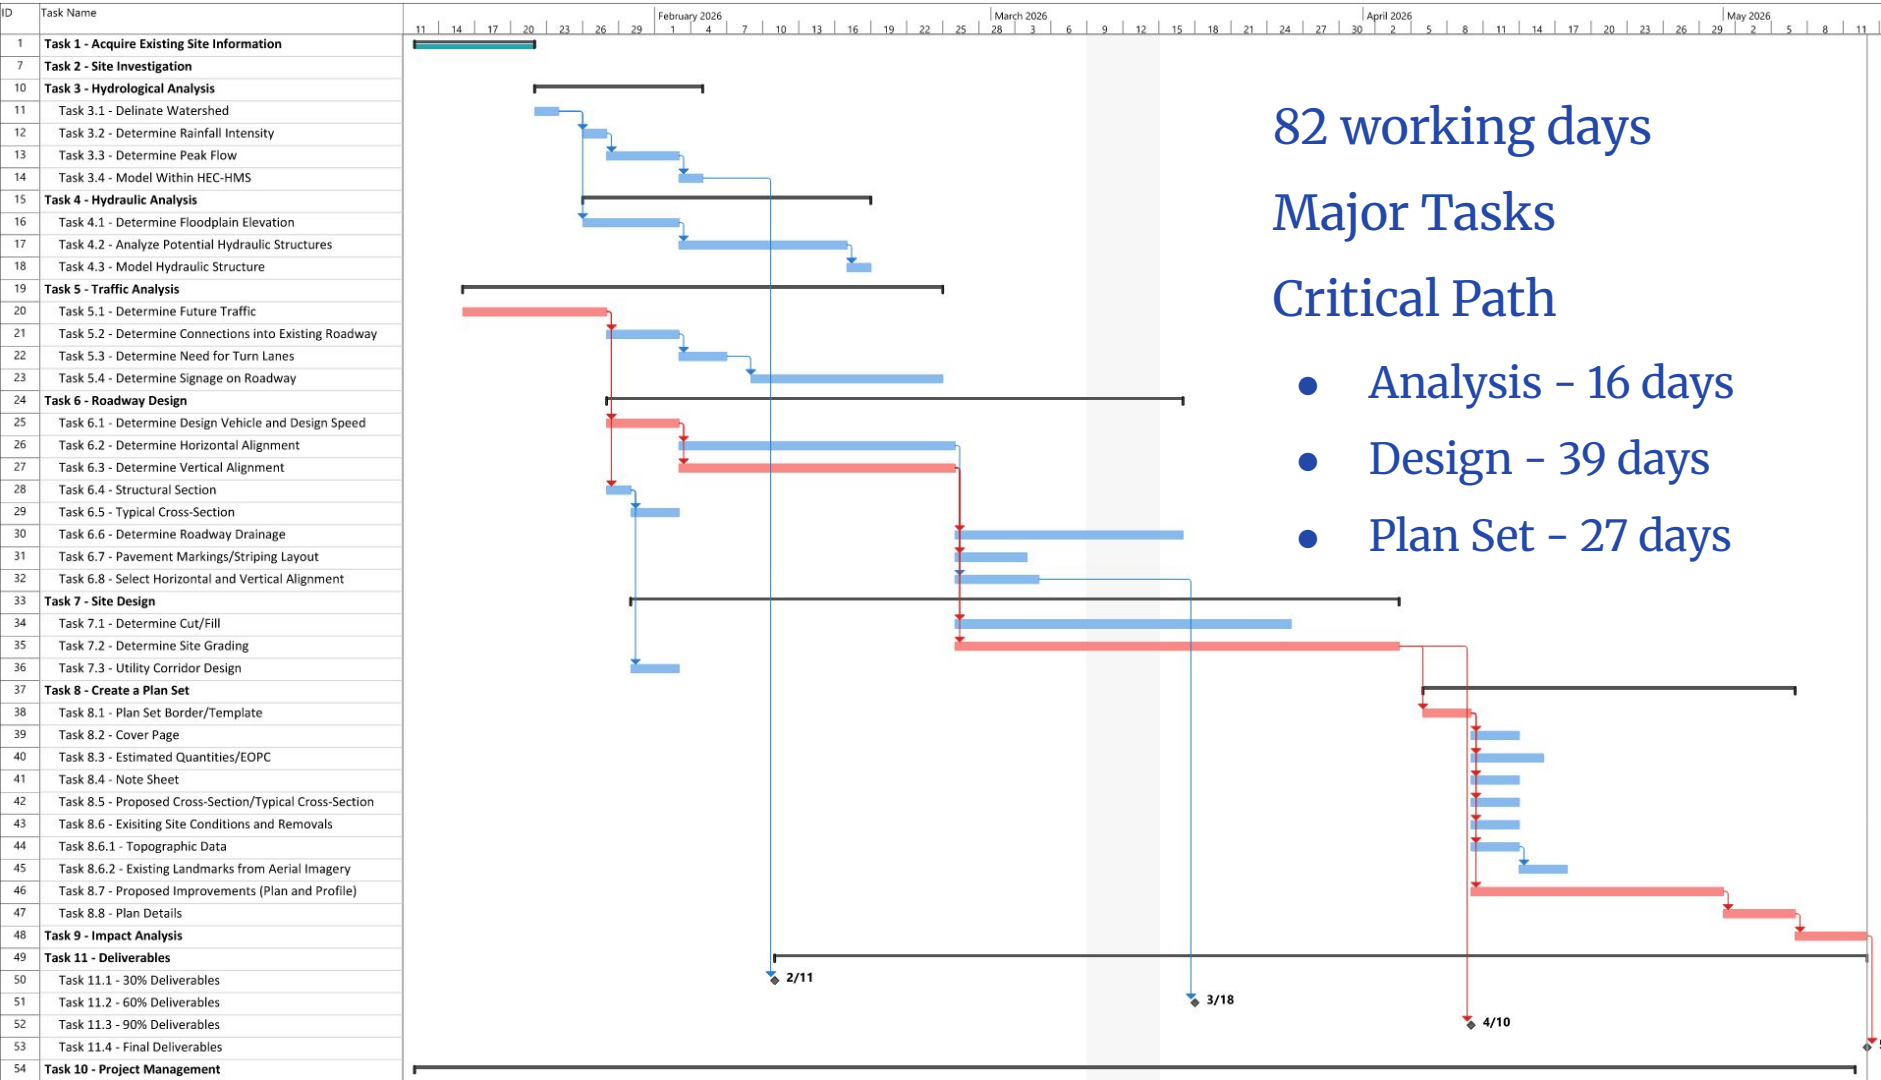 ID Task Name February 2026 March 2026 April 2026 May 2026
11 14 17 20 23 26 29 1 4 7 10 13 16 19 22 25 28 3 6 9 12 15 18 21 24 27 30 2 5 8 11 14 17 20 23 26 29 2 5 8 11
1 Task 1 - Acquire Existing Site Information
7 Task 2 - Site Investigation
10 Task 3 - Hydrological Analysis
11 Task 3.1 - Delinate Watershed
12 Task 3.2 - Determine Rainfall Intensity
13 Task 3.3 - Determine Peak Flow
14 Task 3.4 - Model Within HEC-HMS
15 Task 4 - Hydraulic Analysis
16 Task 4.1 - Determine Floodplain Elevation
17 Task 4.2 - Analyze Potential Hydraulic Structures
18 Task 4.3 - Model Hydraulic Structure
19 Task 5 - Traffic Analysis
20 Task 5.1 - Determine Future Traffic
21 Task 5.2 - Determine Connections into Existing Roadway
22 Task 5.3 - Determine Need for Turn Lanes
23 Task 5.4 - Determine Signage on Roadway
24 Task 6 - Roadway Design
25 Task 6.1 - Determine Design Vehicle and Design Speed
26 Task 6.2 - Determine Horizontal Alignment
27 Task 6.3 - Determine Vertical Alignment
28 Task 6.4 - Structural Section
29 Task 6.5 - Typical Cross-Section
30 Task 6.6 - Determine Roadway Drainage
31 Task 6.7 - Pavement Markings/Striping Layout
32 Task 6.8 - Select Horizontal and Vertical Alignment
33 Task 7 - Site Design
34 Task 7.1 - Determine Cut/Fill
35 Task 7.2 - Determine Site Grading
36 Task 7.3 - Utility Corridor Design
37 Task 8 - Create a Plan Set
38 Task 8.1 - Plan Set Border/Template
39 Task 8.2 - Cover Page
40 Task 8.3 - Estimated Quantities/EOPC
41 Task 8.4 - Note Sheet
42 Task 8.5 - Proposed Cross-Section/Typical Cross-Section
43 Task 8.6 - Exisiting Site Conditions and Removals
44 Task 8.6.1 - Topographic Data
45 Task 8.6.2 - Existing Landmarks from Aerial Imagery
46 Task 8.7 - Proposed Improvements (Plan and Profile)
47 Task 8.8 - Plan Details
48 Task 9 - Impact Analysis
49 Task 11 - Deliverables
50 Task 11.1 - 30% Deliverables 2/11
51 Task 11.2 - 60% Deliverables 3/18
52 Task 11.3 - 90% Deliverables 4/10
53 Task 11.4 - Final Deliverables
54 Task 10 - Project Management
82 working days
Major Tasks
Critical Path
● Analysis - 16 days
● Design - 39 days
● Plan Set - 27 days